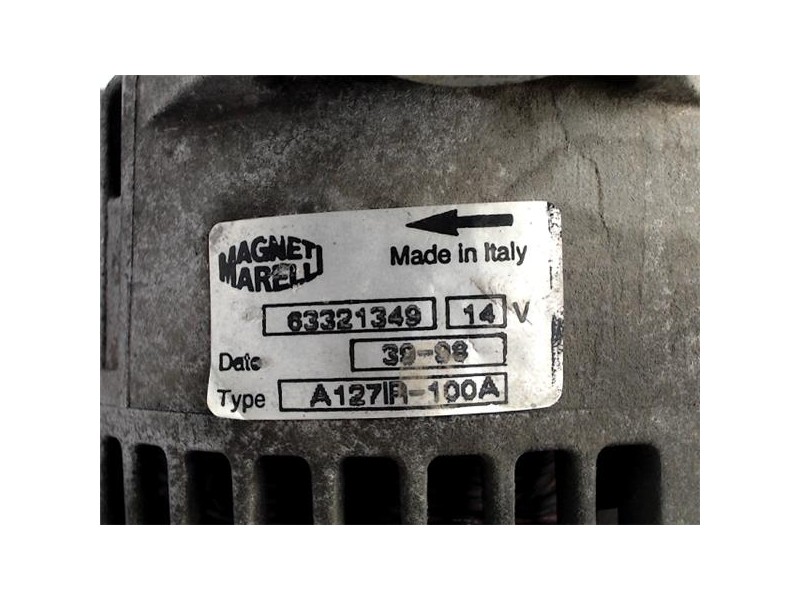 MAGNETI
MARELLI
Made in Italy
63321349 14 V
Date 39-98
Type A127IR-100A